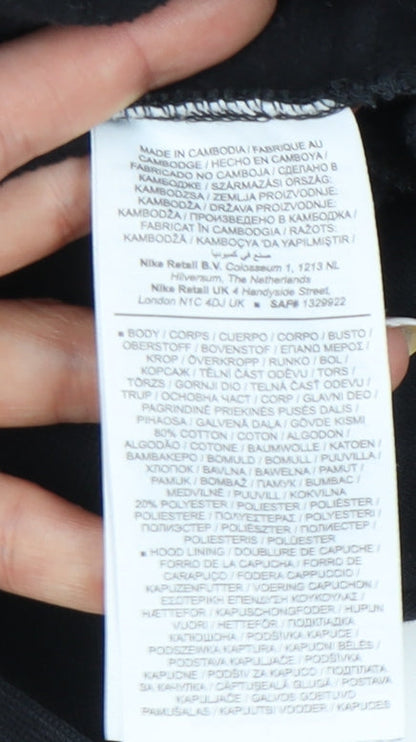 MADE IN CAMBODIA / FABRIQUE AU
CAMBODGE / HECHO EN CAMBOYA /
FABRICADO NO CAMBOJA / СДЕЛАНО В
КАМБОДЖЕ / SZÁRMAZÁSI ORSZÁG:
KAMBODZSA / ZEMLJA PROIZVODNJE:
KAMBODŽA / DRŽAVA PROIZVODNJE:
KAMBODŽA / ПРОИЗВЕДЕНО В КАМБОДЖА /
FABRICAT ÎN CAMBODGIA / RAŽOTS:
KAMBODŽĀ / KAMBOÇYA 'DA YAPILMIŞTIR /
صنع في كمبوديا
Nike Retail B.V. Colosseum 1, 1213 NL
Hilversum, The Netherlands
Nike Retail UK 4 Handyside Street,
London N1C 4DJ UK ▪ SAP# 1329922
▪ BODY / CORPS / CUERPO / CORPO / BUSTO /
OBERSTOFF / BOVENSTOF / ΕΠΑΝΩ ΜΕΡΟΣ /
KROP / ÖVERKROPP / RUNKO / BOL /
КОРСАЖ / TĚLNÍ ČÁST ODĚVU / TORS /
TÖRZS / GORNJI DIO / TELNÁ ČASŤ ODEVU /
TRUP / ОСНОВНА ЧАСТ / CORP / GLAVNI DEO /
PAGRINDINĖ PRIEKINĖS PUSĖS DALIS /
PIHAOSA / GALVENĀ DAĻA / GÖVDE KISMI
80% COTTON / COTON / ALGODÓN /
ALGODÃO / COTONE / BAUMWOLLE / KATOEN /
ΒΑΜΒΑΚΕΡΟ / BOMULD / BOMULL / PUUVILLA /
ХЛОПОК / BAVLNA / BAWEŁNA / PAMUT /
PAMUK / BOMBAŽ / ПАМУК / BUMBAC /
MEDVILNĖ / PUUVILL / KOKVILNA
20% POLYESTER / POLIESTER / POLIÉSTER /
POLIESTERE / ΠΟΛΥΕΣΤΕΡΑΣ / POLYESTERI /
ПОЛИЭСТЕР / POLIÉSZTER / ПОЛИЕСТЕР /
POLIESTERIS / POLÜESTER
▪ HOOD LINING / DOUBLURE DE CAPUCHE /
FORRO DE LA CAPUCHA / FORRO DE
CARAPUÇO / FODERA CAPPUCCIO /
KAPUZENFUTTER / VOERING CAPUCHON /
ΕΣΩΤΕΡΙΚΗ ΕΠΕΝΔΥΣΗ ΚΟΥΚΟΥΛΑΣ /
HÆTTEFÓR / KAPUSCHONGFODER / HUPUN
VUORI / HETTEFÔR / ПОДКЛАДКА
КАПЮШОНА / PODŠÍVKA KAPUCE /
PODSZEWKA KAPTURA / KAPUCNI BÉLÉS /
PODSTAVA KAPULJAČE / PODŠÍVKA
KAPUCNE / PODŠIV ZA KAPUCO / ПОДПЛАТА
ЗА КАЧУЛКА / CĂPTUŞEALĂ GLUGĂ / POSTAVA
KAPULJAČE / GALVOS GOBTUVO
PAMUŠALAS / KAPUUTSI VOODER / KAPUCES